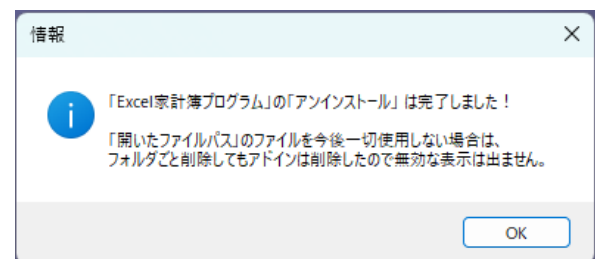 情報
「Excel家計簿プログラム」の「アンインストール」は完了しました！
「開いたファイルパス」のファイルを今後一切使用しない場合は、
フォルダごと削除してもアドインは削除したので無効な表示は出ません。
OK